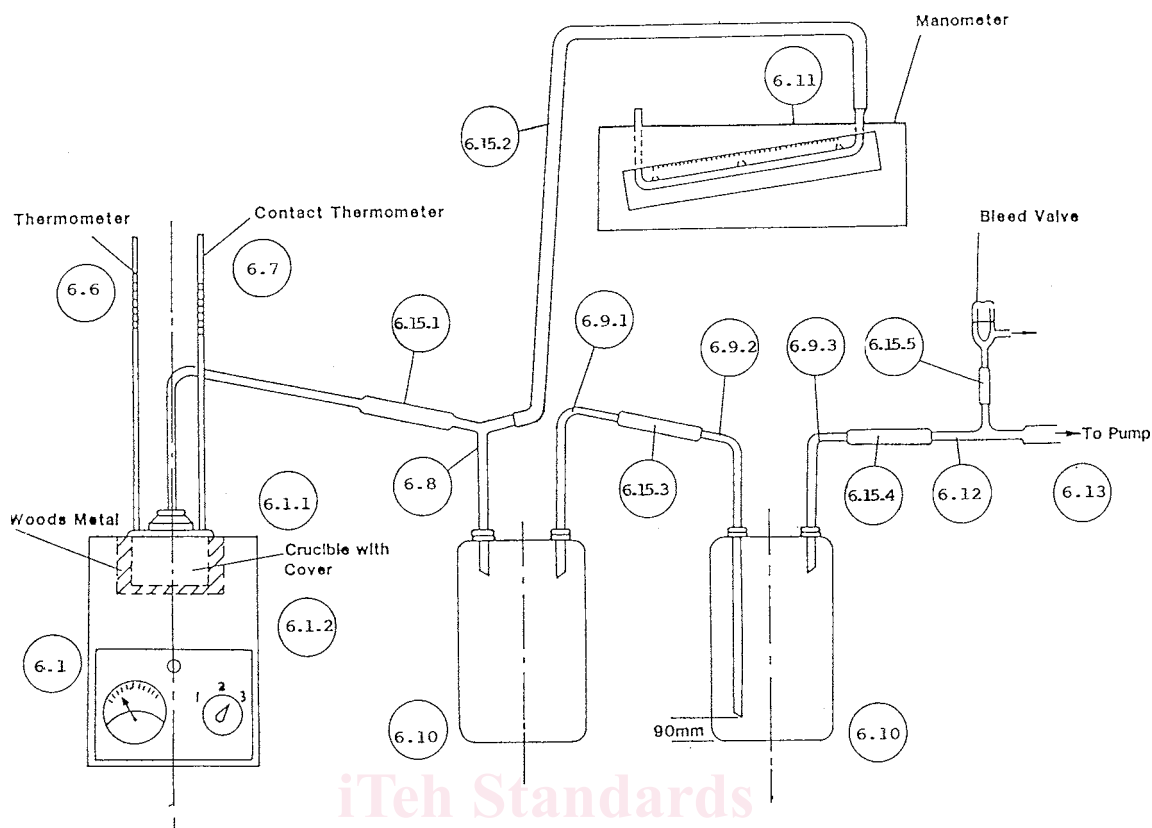 Manometer
6.11
6.15.2
Thermometer
Contact Thermometer
Bleed Valve
6.6
6.7
6.15.1
6.9.1
6.9.2
6.9.3
6.15.5
To Pump
6.8
6.15.3
6.15.4
6.12
6.13
6.1.1
Woods Metal
Crucible with
Cover
6.1.2
6.1
1 2 3
6.10
90mm
6.10
iTeh Standards